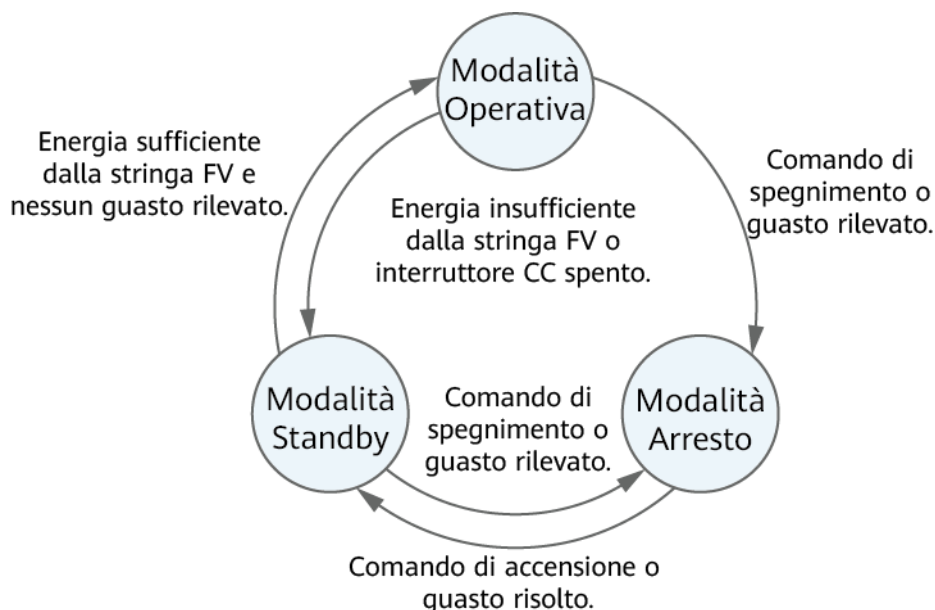 Modalità
Operativa
Energia sufficiente
dalla stringa FV e
nessun guasto rilevato.
Energia insufficiente
dalla stringa FV o
interruttore CC spento.
Comando di
spegnimento o
guasto rilevato.
Modalità
Standby
Comando di
spegnimento o
guasto rilevato.
Modalità
Arresto
Comando di accensione o
guasto risolto.